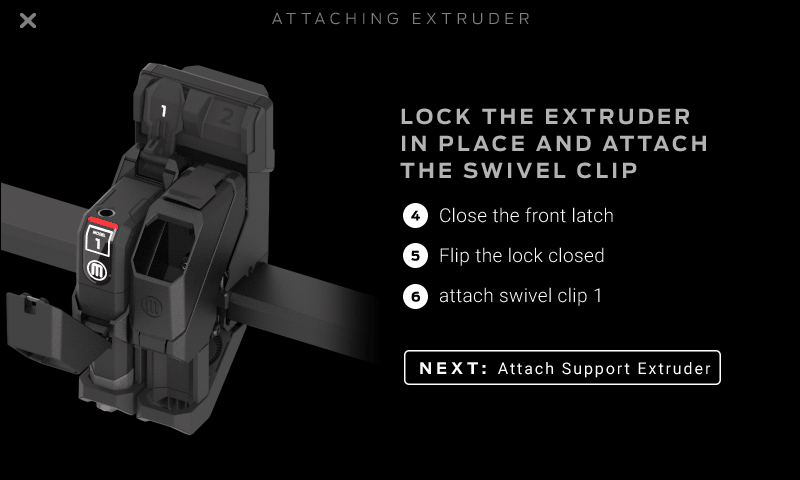 ATTACHING EXTRUDER
1
2
MODEL
1
LOCK THE EXTRUDER
IN PLACE AND ATTACH
THE SWIVEL CLIP
4 Close the front latch
5 Flip the lock closed
6 attach swivel clip 1
NEXT: Attach Support Extruder